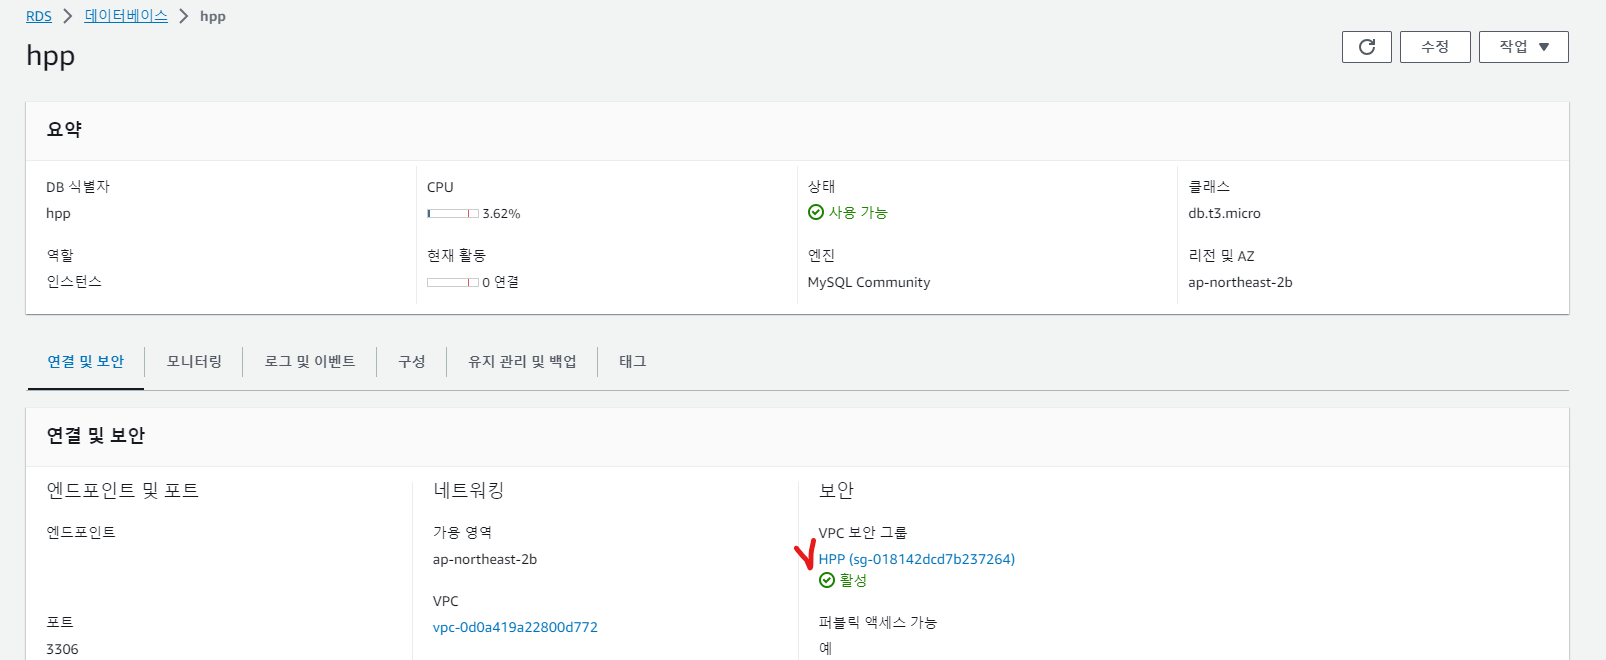 RDS > 데이터베이스 > hpp
hpp
수정
작업 ▼
요약
DB 식별자
hpp
CPU
3.62%
상태
사용 가능
클래스
db.t3.micro
역할
인스턴스
현재 활동
0 연결
엔진
MySQL Community
리전 및 AZ
ap-northeast-2b
연결 및 보안
모니터링
로그 및 이벤트
구성
유지 관리 및 백업
태그
연결 및 보안
엔드포인트 및 포트
엔드포인트
포트
3306
네트워킹
가용 영역
ap-northeast-2b
VPC
vpc-0d0a419a22800d772
보안
VPC 보안 그룹
HPP (sg-018142dcd7b237264)
활성
퍼블릭 액세스 가능
예